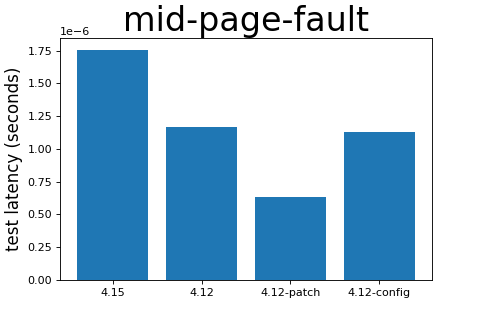 mid-page-fault
1e−6
test latency (seconds)
1.75
1.50
1.25
1.00
0.75
0.50
0.25
0.00
4.15 4.12 4.12-patch 4.12-config